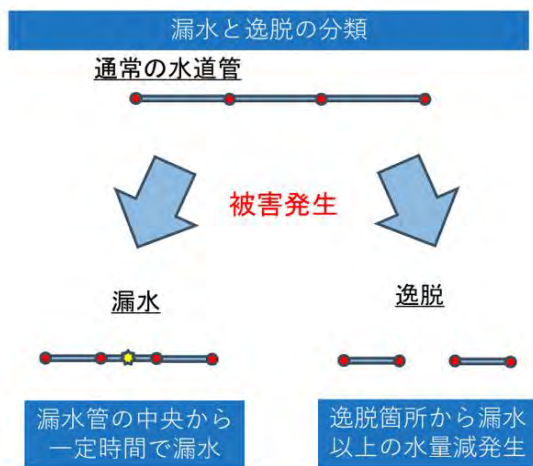 漏水と逸脱の分類
通常の水道管
被害発生
漏水
逸脱
漏水管の中央から
一定時間で漏水
逸脱箇所から漏水
以上の水量減発生